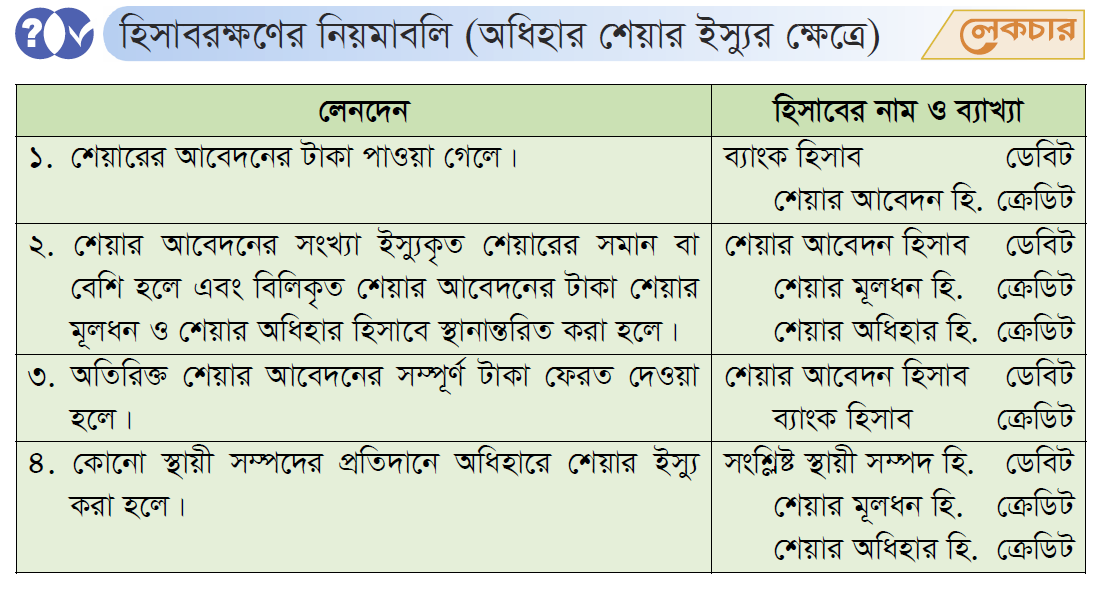 ? হিসাবরক্ষণের নিয়মাবলি (অধিহার শেয়ার ইস্যুর ক্ষেত্রে) লেকচার
লেনদেন হিসাবের নাম ও ব্যাখ্যা
১. শেয়ারের আবেদনের টাকা পাওয়া গেলে।
ব্যাংক হিসাব ডেবিট
শেয়ার আবেদন হি. ক্রেডিট
২. শেয়ার আবেদনের সংখ্যা ইস্যুকৃত শেয়ারের সমান বা
বেশি হলে এবং বিলিকৃত শেয়ার আবেদনের টাকা শেয়ার
মূলধন ও শেয়ার অধিহার হিসাবে স্থানান্তরিত করা হলে।
শেয়ার আবেদন হিসাব ডেবিট
শেয়ার মূলধন হি. ক্রেডিট
শেয়ার অধিহার হি. ক্রেডিট
৩. অতিরিক্ত শেয়ার আবেদনের সম্পূর্ণ টাকা ফেরত দেওয়া
হলে।
শেয়ার আবেদন হিসাব ডেবিট
ব্যাংক হিসাব ক্রেডিট
৪. কোনো স্থায়ী সম্পদের প্রতিদানে অধিহারে শেয়ার ইস্যু
করা হলে।
সংশ্লিষ্ট স্থায়ী সম্পদ হি. ডেবিট
শেয়ার মূলধন হি. ক্রেডিট
শেয়ার অধিহার হি. ক্রেডিট